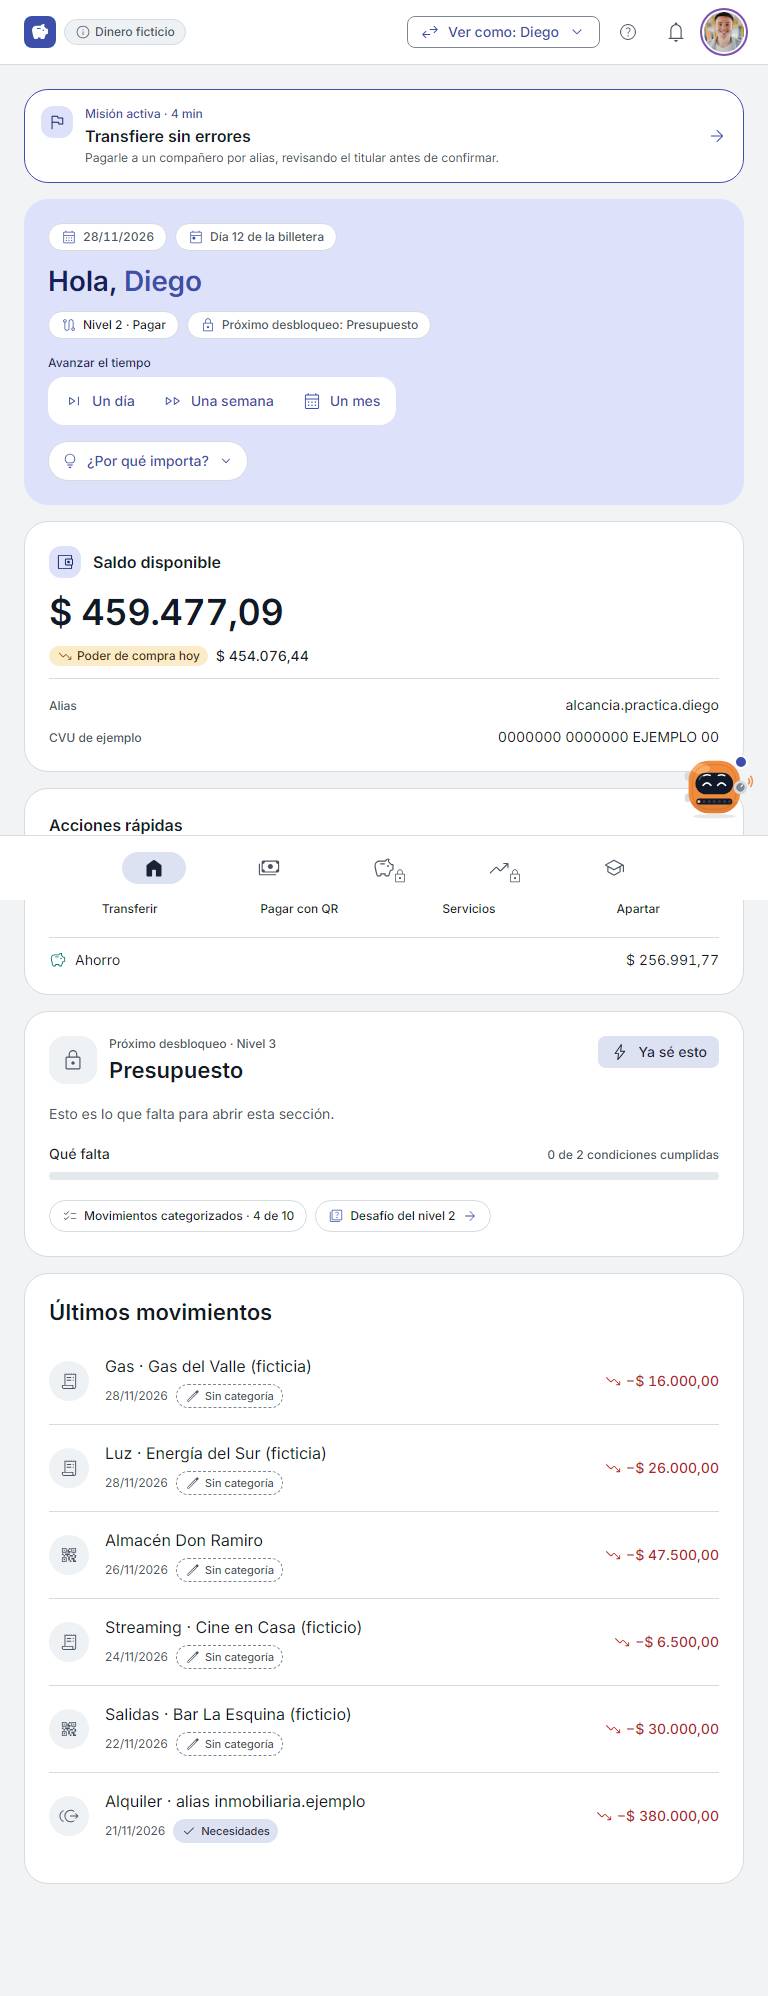 Dinero ficticio
Ver como: Diego
Misión activa · 4 min
Transfiere sin errores
Pagarle a un compañero por alias, revisando el titular antes de confirmar.
28/11/2026
Día 12 de la billetera
Hola, Diego
Nivel 2 · Pagar
Próximo desbloqueo: Presupuesto
Avanzar el tiempo
Un día
Una semana
Un mes
¿Por qué importa?
Saldo disponible
$ 459.477,09
Poder de compra hoy
$ 454.076,44
Alias
alcancia.practica.diego
CVU de ejemplo
0000000 0000000 EJEMPLO 00
Acciones rápidas
Transferir
Pagar con QR
Servicios
Apartar
Ahorro
$ 256.991,77
Próximo desbloqueo · Nivel 3
Presupuesto
Ya sé esto
Esto es lo que falta para abrir esta sección.
Qué falta
0 de 2 condiciones cumplidas
Movimientos categorizados · 4 de 10
Desafío del nivel 2
Últimos movimientos
Gas · Gas del Valle (ficticia)
28/11/2026
Sin categoría
−$ 16.000,00
Luz · Energía del Sur (ficticia)
28/11/2026
Sin categoría
−$ 26.000,00
Almacén Don Ramiro
26/11/2026
Sin categoría
−$ 47.500,00
Streaming · Cine en Casa (ficticio)
24/11/2026
Sin categoría
−$ 6.500,00
Salidas · Bar La Esquina (ficticio)
22/11/2026
Sin categoría
−$ 30.000,00
Alquiler · alias inmobiliaria.ejemplo
21/11/2026
Necesidades
−$ 380.000,00